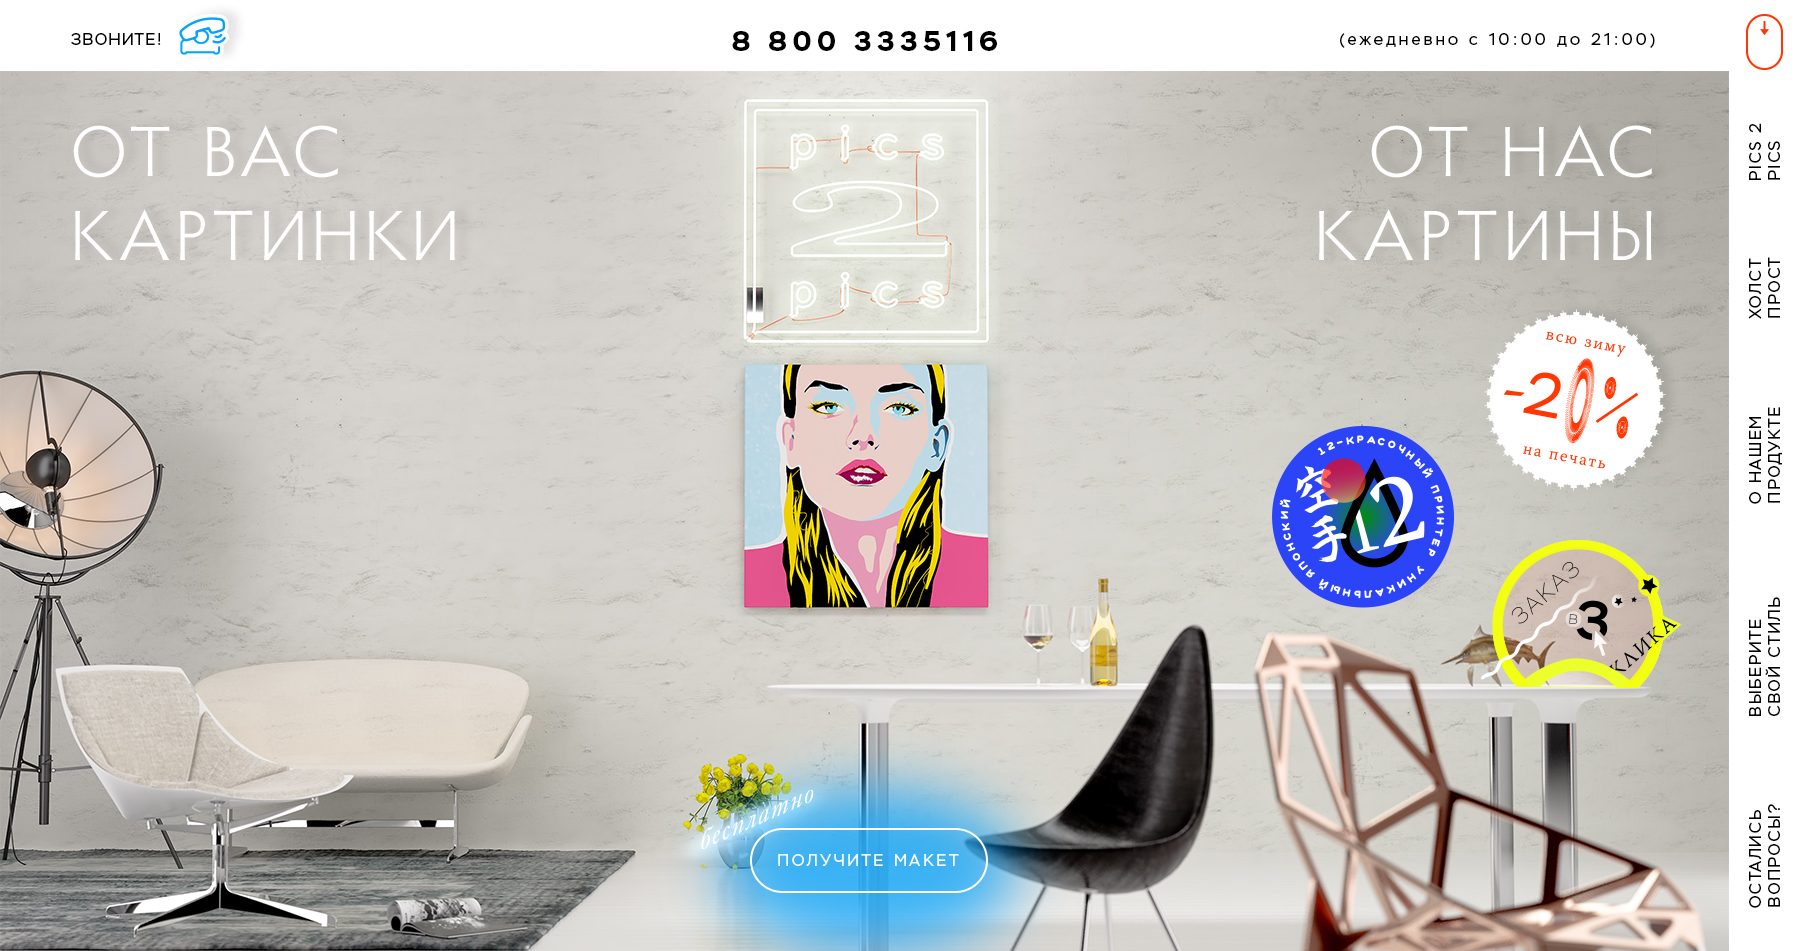 ЗВОНИТЕ!
8 800 3335116
(ежедневно с 10:00 до 21:00)
ОТ ВАС
КАРТИНКИ
pics
2
pics
ОТ НАС
КАРТИНЫ
всю зиму
-20%
на печать
12-КРАСОЧНЫЙ ПРИНТЕР
УНИКАЛЬНЫЙ ЯПОНСКИЙ
空手
12
ЗАКАЗ
В 3
КЛИКА
бесплатно
ПОЛУЧИТЕ МАКЕТ
PICS 2
PICS
ХОЛСТ
ПРОСТ
О НАШЕМ
ПРОДУКТЕ
ВЫБЕРИТЕ
СВОЙ СТИЛЬ
ОСТАЛИСЬ
ВОПРОСЫ?